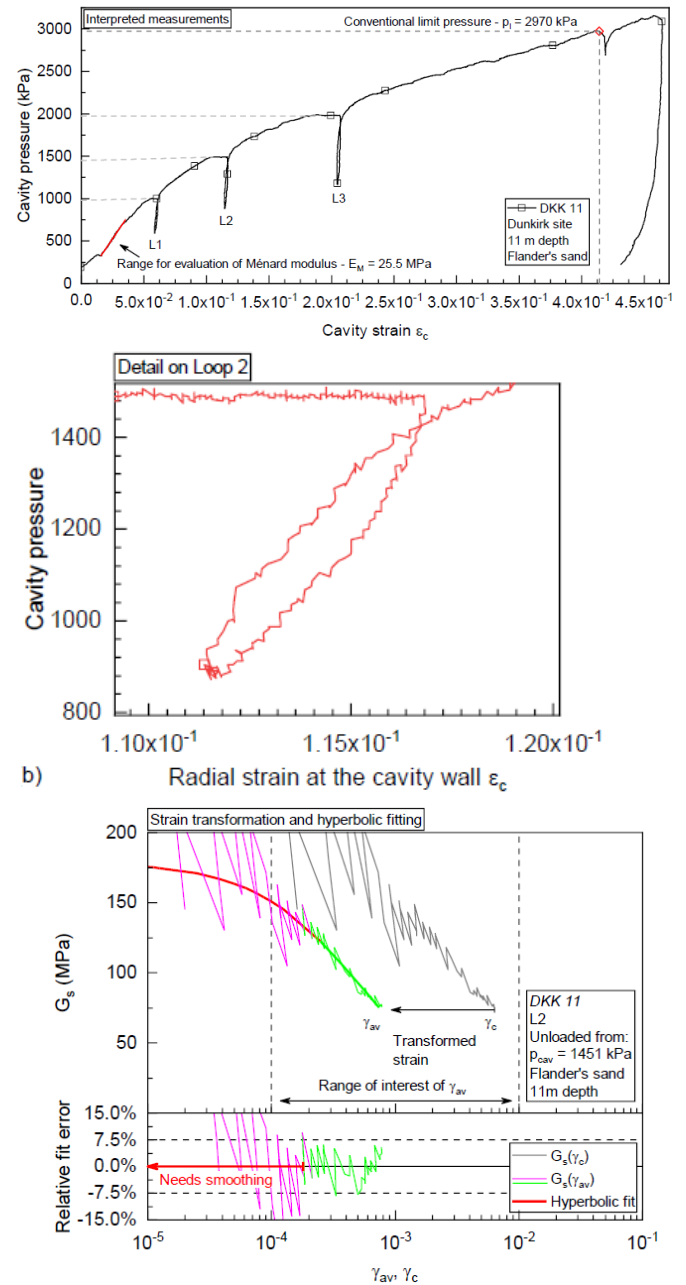 Interpreted measurements
Conventional limit pressure - pₗ = 2970 kPa
Cavity pressure (kPa)
3000
2500
2000
1500
1000
500
0
L1
L2
L3
DKK 11
Dunkirk site
11 m depth
Flander's sand
Range for evaluation of Ménard modulus - E_M = 25.5 MPa
0.0 5.0x10⁻² 1.0x10⁻¹ 1.5x10⁻¹ 2.0x10⁻¹ 2.5x10⁻¹ 3.0x10⁻¹ 3.5x10⁻¹ 4.0x10⁻¹ 4.5x10⁻¹
Cavity strain ε_c
Detail on Loop 2
Cavity pressure
1400
1200
1000
800
1.10x10⁻¹ 1.15x10⁻¹ 1.20x10⁻¹
b) Radial strain at the cavity wall ε_c
Strain transformation and hyperbolic fitting
G_s (MPa)
200
150
100
50
γ_av
γ_c
Transformed
strain
Range of interest of γ_av
DKK 11
L2
Unloaded from:
p_cav = 1451 kPa
Flander's sand
11m depth
Relative fit error
15.0%
7.5%
0.0%
-7.5%
-15.0%
Needs smoothing
G_s(γ_c)
G_s(γ_av)
Hyperbolic fit
10⁻⁵ 10⁻⁴ 10⁻³ 10⁻² 10⁻¹
γ_av, γ_c